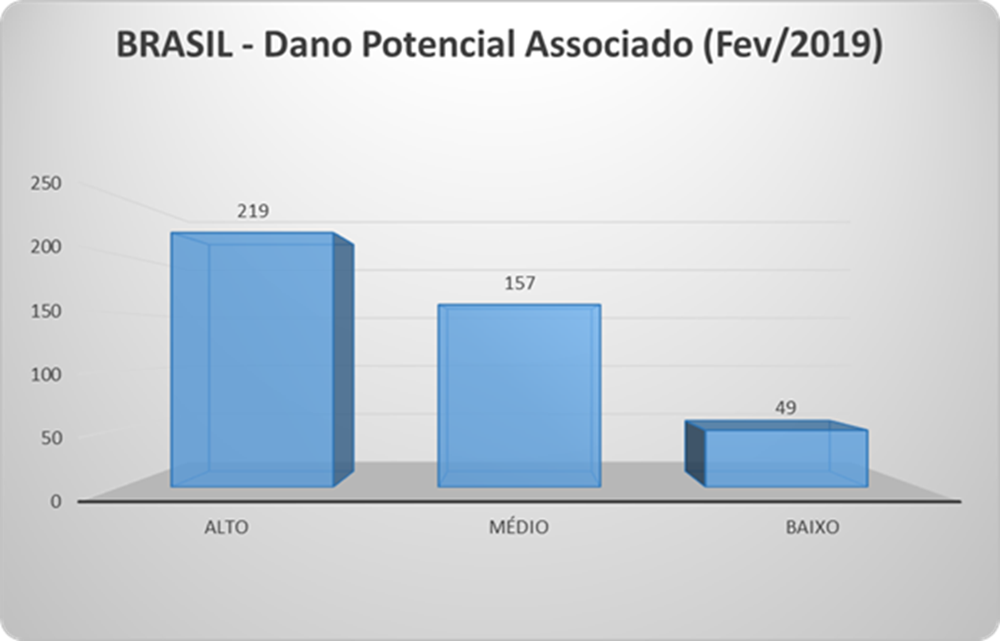 BRASIL - Dano Potencial Associado (Fev/2019)
250
200
150
100
50
0
219
157
49
ALTO
MÉDIO
BAIXO